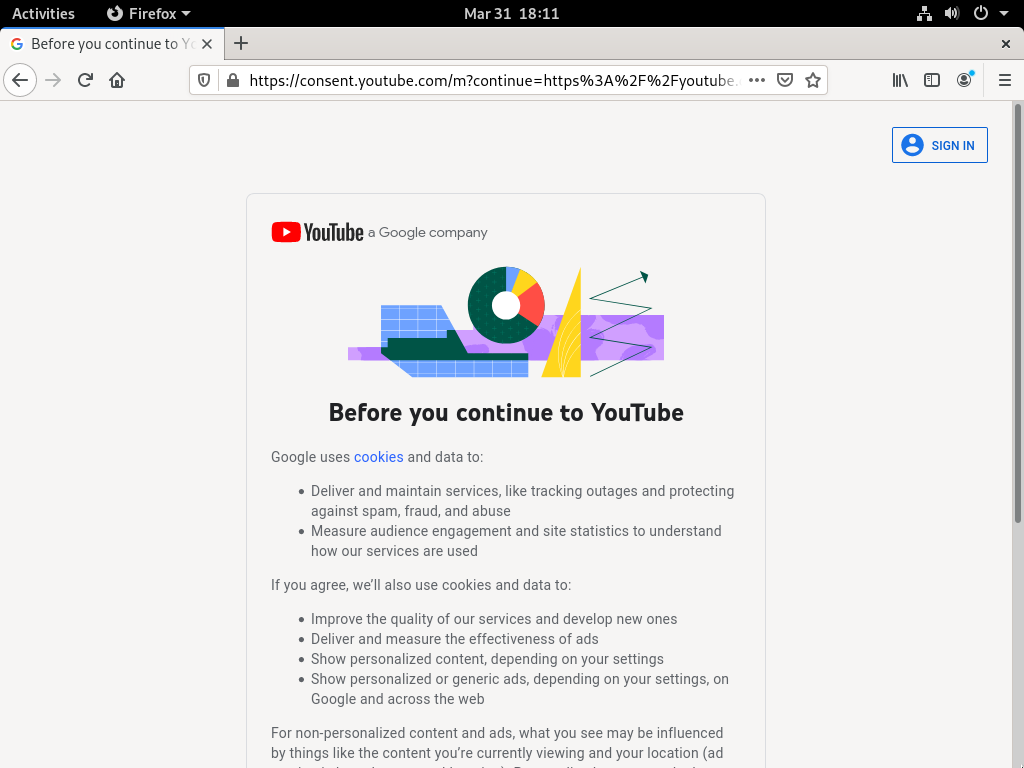 Activities Firefox Mar 31 18:11
Before you continue to Yo
https://consent.youtube.com/m?continue=https%3A%2F%2Fyoutube.
SIGN IN
YouTube a Google company
Before you continue to YouTube
Google uses cookies and data to:
• Deliver and maintain services, like tracking outages and protecting
against spam, fraud, and abuse
• Measure audience engagement and site statistics to understand
how our services are used
If you agree, we’ll also use cookies and data to:
• Improve the quality of our services and develop new ones
• Deliver and measure the effectiveness of ads
• Show personalized content, depending on your settings
• Show personalized or generic ads, depending on your settings, on
Google and across the web
For non-personalized content and ads, what you see may be influenced
by things like the content you’re currently viewing and your location (ad